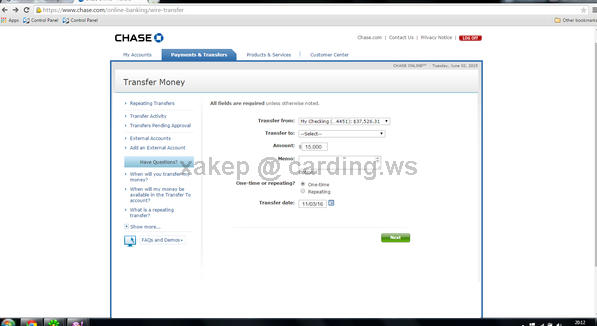 https://www.chase.com/online-banking/wire-transfer
Apps Control Panel Control Panel
Other bookmarks
CHASE
Chase.com | Contact Us | Privacy Notice | LOG OFF
My Accounts Payments & Transfers Products & Services Customer Center
CHASE ONLINE℠ Tuesday, June 02, 2015
Transfer Money
Repeating Transfers
Transfer Activity
Transfers Pending Approval
External Accounts
Add an External Account
Have Questions?
When will you transfer my
money?
When will my money be
available in the Transfer To
account?
What is a repeating
transfer?
Show more...
FAQs and Demos
All fields are required unless otherwise noted.
Transfer from: My Checking (...4451): $37,526.31
Transfer to: --Select--
Amount: $ 15,000
Memo:
Optional
One-time or repeating? One-time
Repeating
Transfer date: 11/03/16
Next
xakep @ carding.ws
20:12